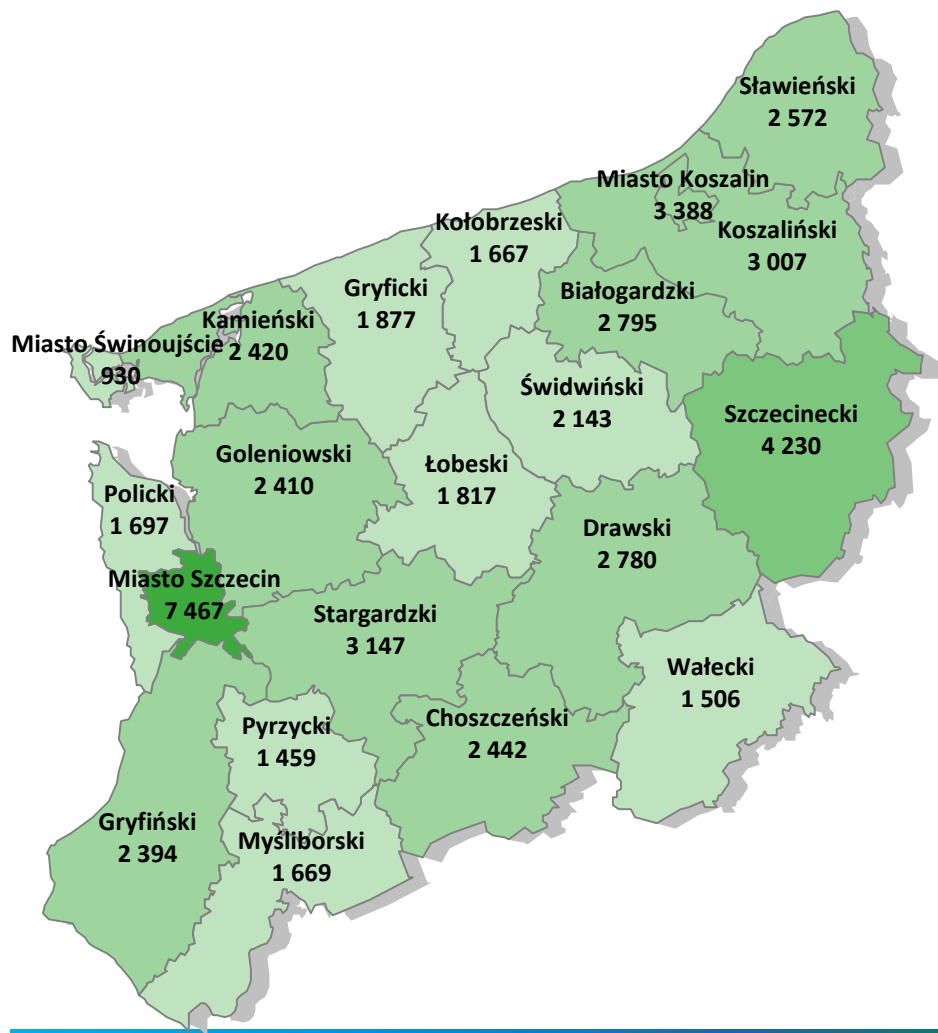 Sławieński
2 572
Miasto Koszalin
3 388
Kołobrzeski
1 667
Koszaliński
3 007
Gryficki
1 877
Białogardzki
2 795
Kamieński
2 420
Miasto Świnoujście
930
Świdwiński
2 143
Szczecinecki
4 230
Goleniowski
2 410
Łobeski
1 817
Policki
1 697
Drawski
2 780
Miasto Szczecin
7 467
Stargardzki
3 147
Wałecki
1 506
Pyrzycki
1 459
Choszczeński
2 442
Gryfiński
2 394
Myśliborski
1 669